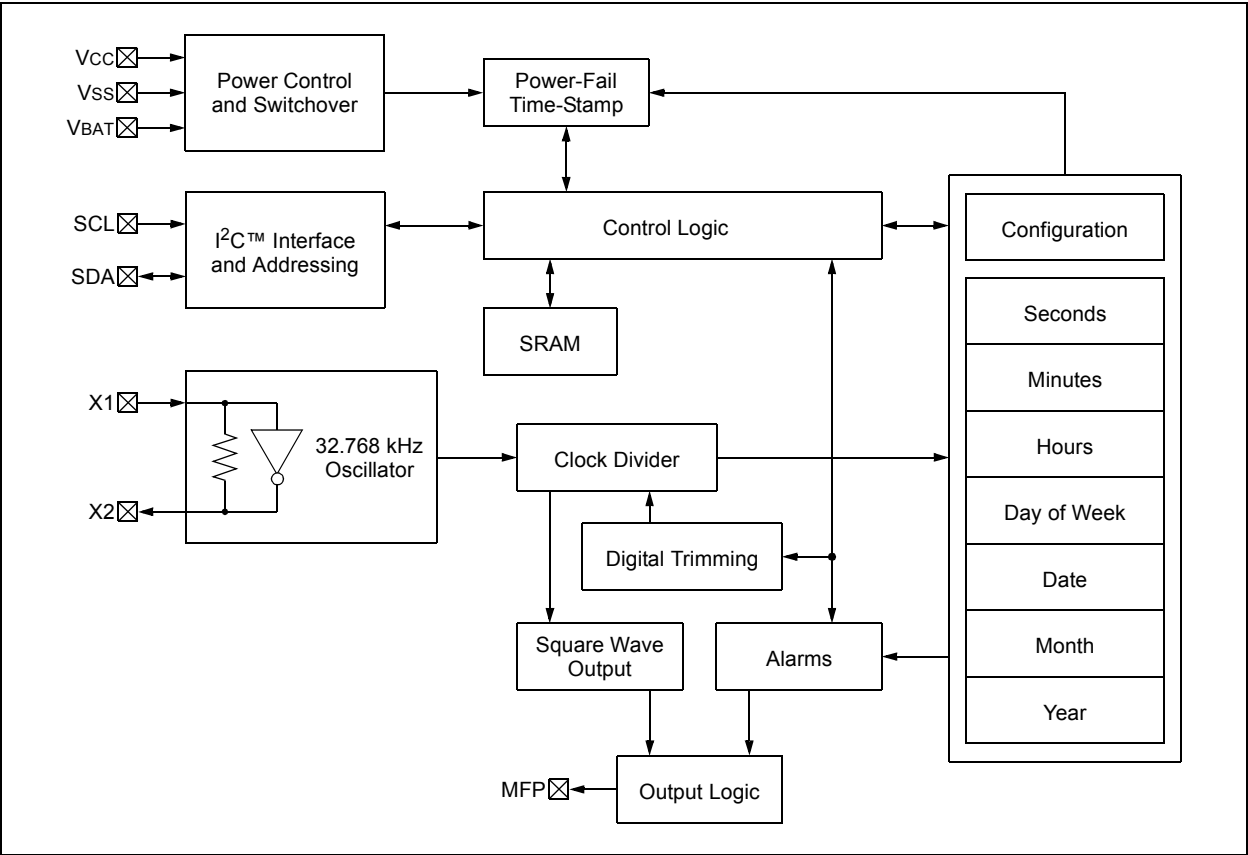 VCC
VSS
VBAT
Power Control
and Switchover
Power-Fail
Time-Stamp
SCL
SDA
I²C™ Interface
and Addressing
Control Logic
Configuration
SRAM
Seconds
Minutes
Hours
Day of Week
Date
Month
Year
X1
X2
32.768 kHz
Oscillator
Clock Divider
Digital Trimming
Square Wave
Output
Alarms
MFP
Output Logic